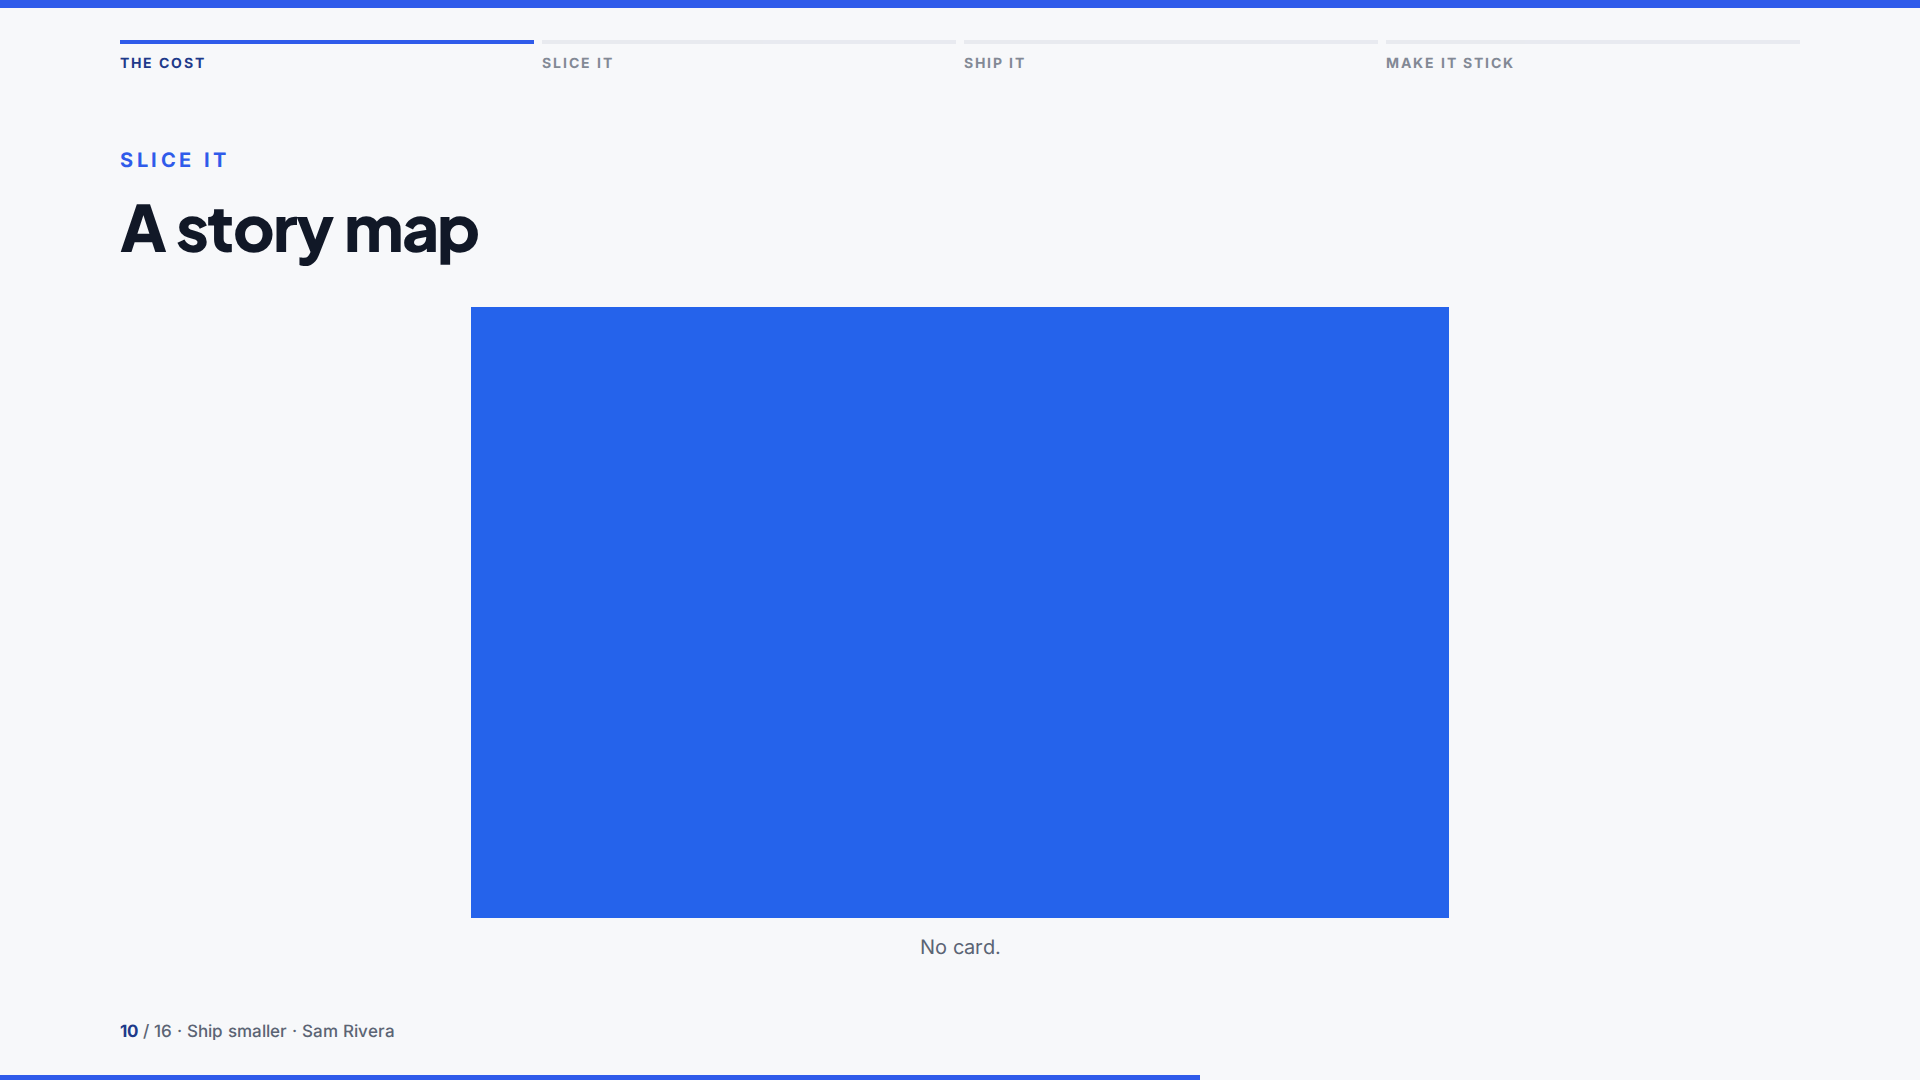 THE COST
SLICE IT
SHIP IT
MAKE IT STICK
SLICE IT
A story map
No card.
10 / 16 · Ship smaller · Sam Rivera